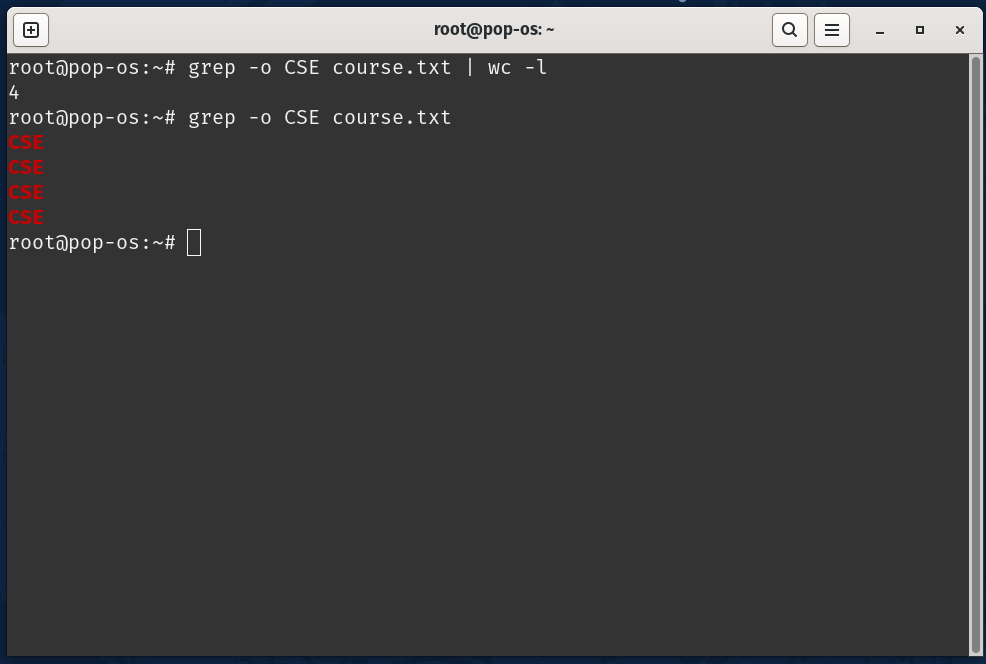 root@pop-os: ~
root@pop-os:~# grep -o CSE course.txt | wc -l
4
root@pop-os:~# grep -o CSE course.txt
CSE
CSE
CSE
CSE
root@pop-os:~#